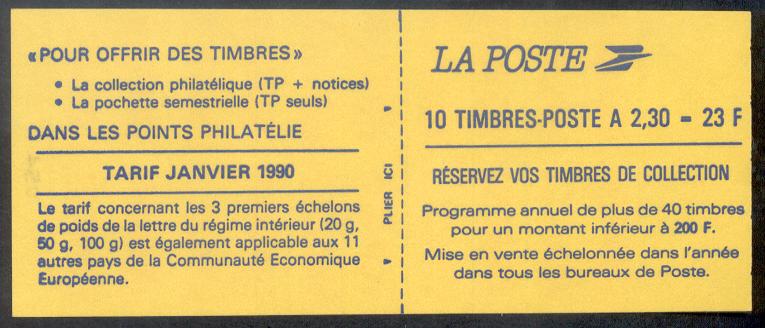 «POUR OFFRIR DES TIMBRES»
• La collection philatélique (TP + notices)
• La pochette semestrielle (TP seuls)
DANS LES POINTS PHILATÉLIE
TARIF JANVIER 1990
Le tarif concernant les 3 premiers échelons
de poids de la lettre du régime intérieur (20 g,
50 g, 100 g) est également applicable aux 11
autres pays de la Communauté Economique
Européenne.
PLIER ICI
LA POSTE
10 TIMBRES-POSTE A 2,30 = 23 F
RÉSERVEZ VOS TIMBRES DE COLLECTION
Programme annuel de plus de 40 timbres
pour un montant inférieur à 200 F.
Mise en vente échelonnée dans l'année
dans tous les bureaux de Poste.